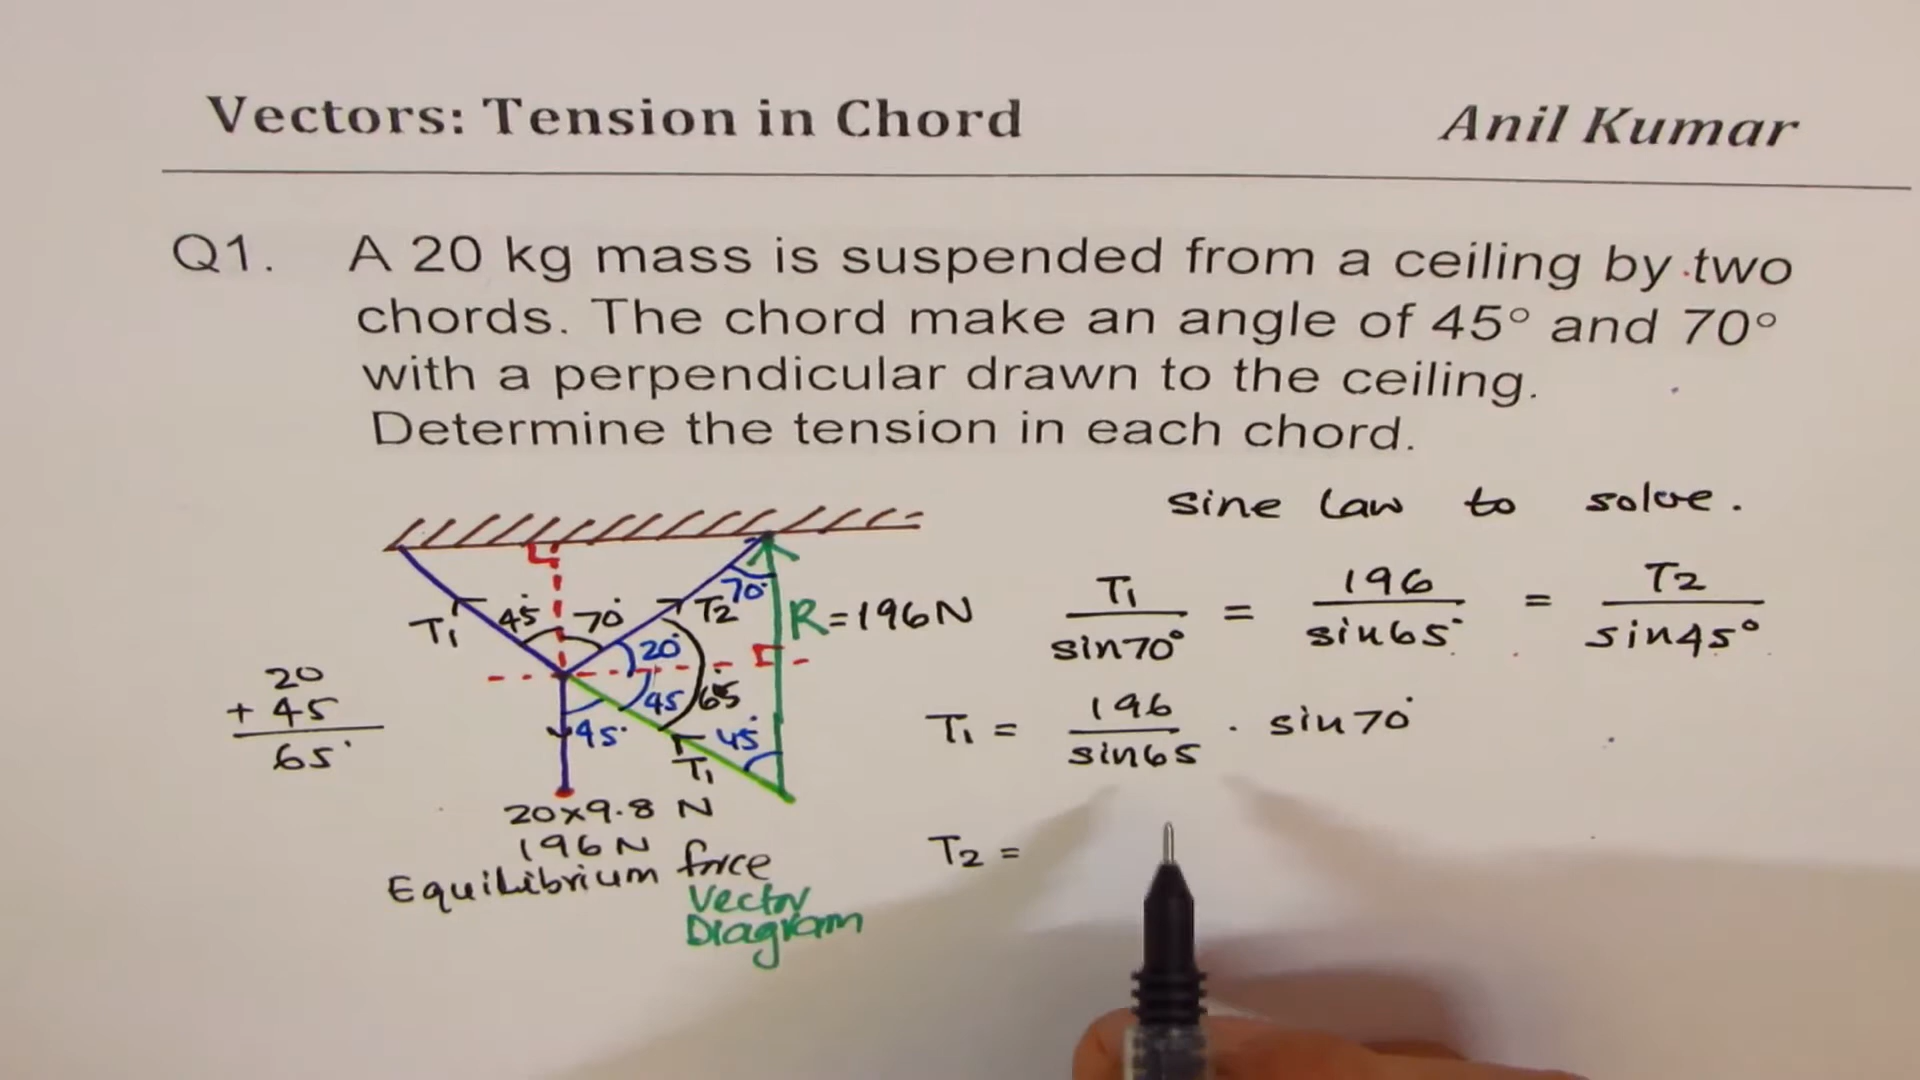 Vectors: Tension in Chord
Anil Kumar
Q1. A 20 kg mass is suspended from a ceiling by two
chords. The chord make an angle of 45° and 70°
with a perpendicular drawn to the ceiling.
Determine the tension in each chord.
sine law to solve.
T₁/sin70° = 196/sin65° = T2/sin45°
T₁ = 196/sin65 · sin70°
T2 =
T₁ 45° 70° T2 70°
R=196N
20°
45 65
45° 45°
T₁
20
+ 45
65°
20x9.8 N
196N
Equilibrium force
Vector
Diagram